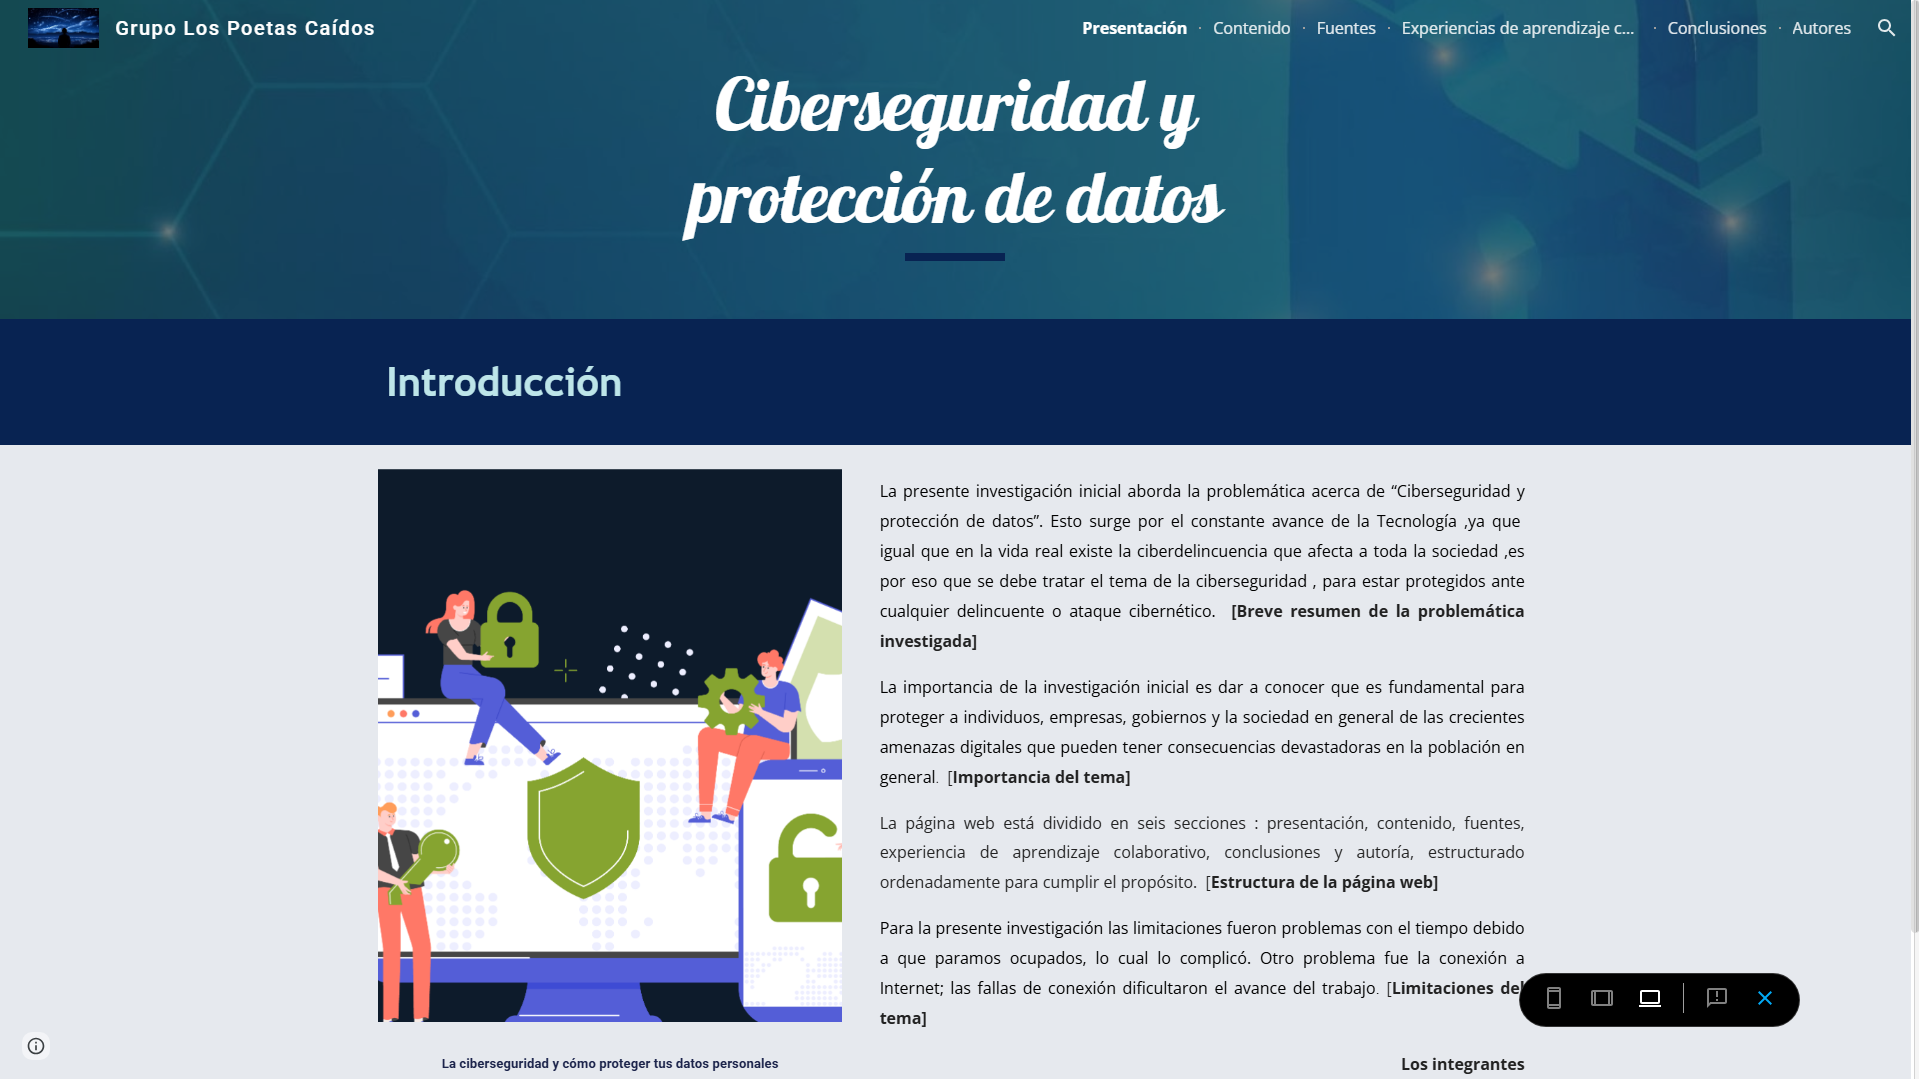 Grupo Los Poetas Caídos
Presentación · Contenido · Fuentes · Experiencias de aprendizaje c... · Conclusiones · Autores
Ciberseguridad y
protección de datos
Introducción
La presente investigación inicial aborda la problemática acerca de “Ciberseguridad y
protección de datos”. Esto surge por el constante avance de la Tecnología ,ya que
igual que en la vida real existe la ciberdelincuencia que afecta a toda la sociedad ,es
por eso que se debe tratar el tema de la ciberseguridad , para estar protegidos ante
cualquier delincuente o ataque cibernético. [Breve resumen de la problemática
investigada]
La importancia de la investigación inicial es dar a conocer que es fundamental para
proteger a individuos, empresas, gobiernos y la sociedad en general de las crecientes
amenazas digitales que pueden tener consecuencias devastadoras en la población en
general. [Importancia del tema]
La página web está dividido en seis secciones : presentación, contenido, fuentes,
experiencia de aprendizaje colaborativo, conclusiones y autoría, estructurado
ordenadamente para cumplir el propósito. [Estructura de la página web]
Para la presente investigación las limitaciones fueron problemas con el tiempo debido
a que paramos ocupados, lo cual lo complicó. Otro problema fue la conexión a
Internet; las fallas de conexión dificultaron el avance del trabajo. [Limitaciones del
tema]
La ciberseguridad y cómo proteger tus datos personales
Los integrantes